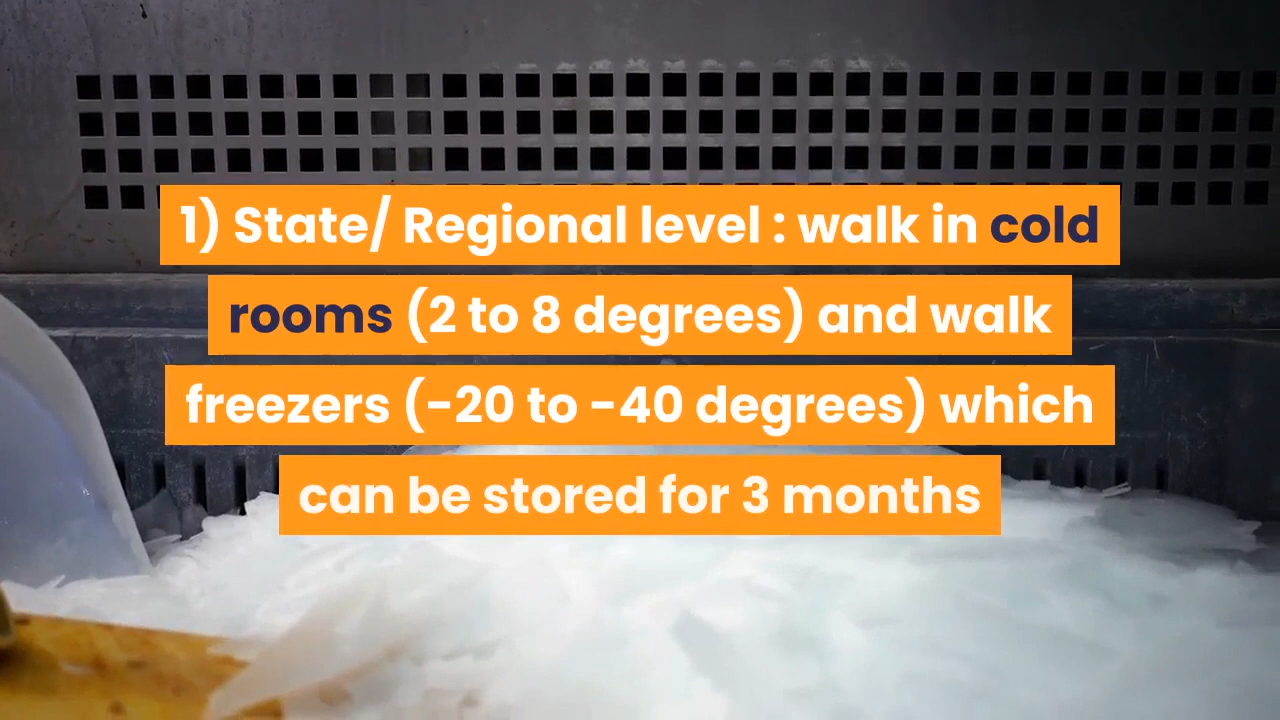 1) State/ Regional level : walk in cold
rooms (2 to 8 degrees) and walk
freezers (-20 to -40 degrees) which
can be stored for 3 months